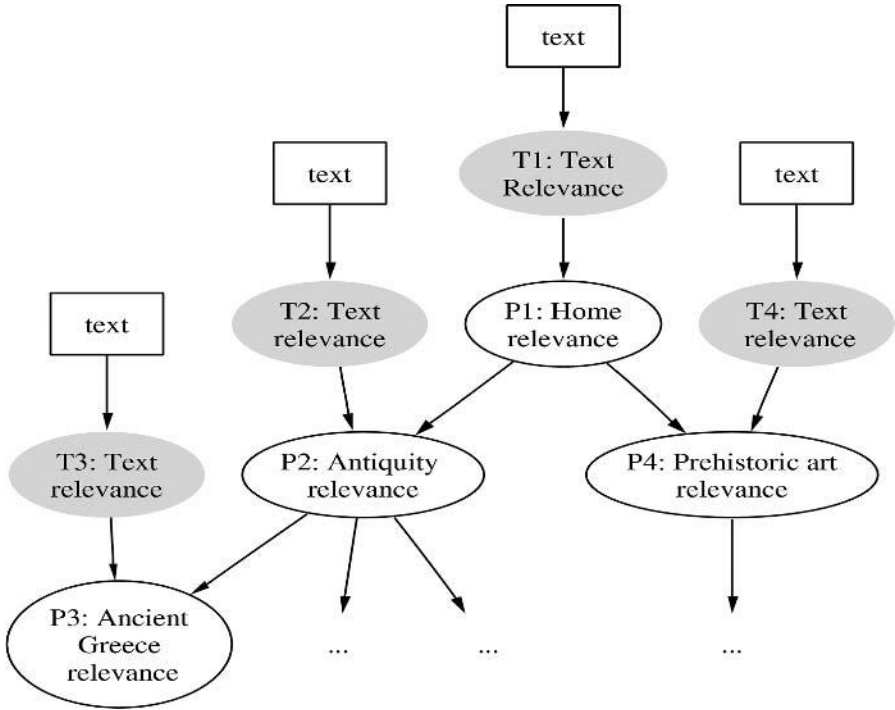 text
T1: Text
Relevance
text
text
T2: Text
relevance
P1: Home
relevance
T4: Text
relevance
text
T3: Text
relevance
P2: Antiquity
relevance
P4: Prehistoric art
relevance
P3: Ancient
Greece
relevance
...
...
...